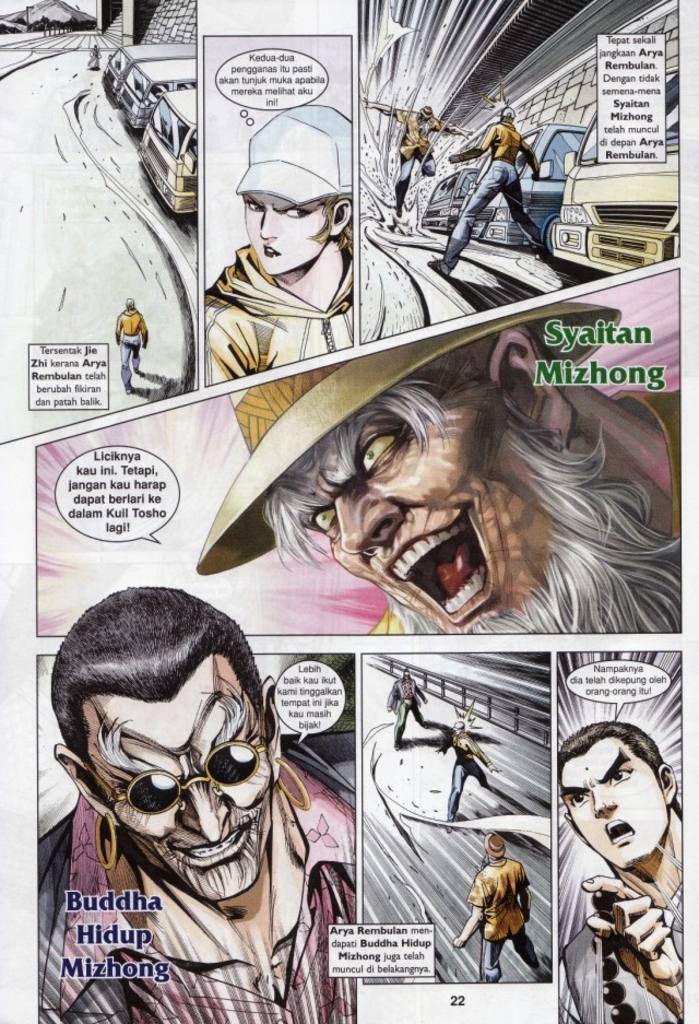 Tersentak Jie
Zhi kerana Arya
Rembulan telah
berubah fikiran
dan patah balik.
Kedua-dua
pengganas itu pasti
akan tunjuk muka apabila
mereka melihat aku
ini!
Tepat sekali
jangkaan Arya
Rembulan.
Dengan tidak
semena-mena
Syaitan
Mizhong
telah muncul
di depan Arya
Rembulan.
Syaitan
Mizhong
Liciknya
kau ini. Tetapi,
jangan kau harap
dapat berlari ke
dalam Kuil Tosho
lagi!
Lebih
baik kau ikut
kami tinggalkan
tempat ini jika
kau masih
bijak!
Buddha
Hidup
Mizhong
Arya Rembulan men-
dapati Buddha Hidup
Mizhong juga telah
muncul di belakangnya.
Nampaknya
dia telah dikepung oleh
orang-orang itu!
22